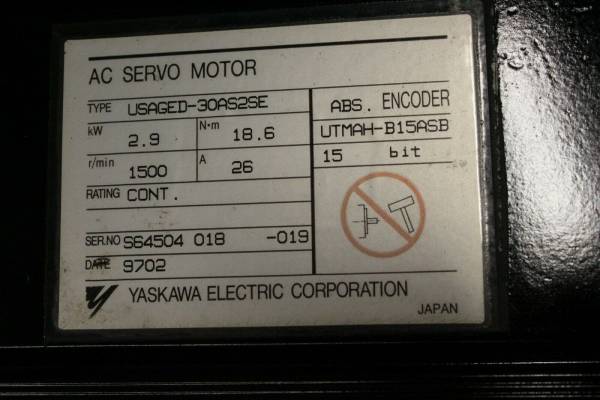 AC SERVO MOTOR
TYPE USAGED-30AS2SE
kW 2.9 N·m 18.6
r/min 1500 A 26
RATING CONT.
SER.NO S64504 018 -019
DATE 9702
ABS. ENCODER
UTMAH-B15ASB
15 bit
YASKAWA ELECTRIC CORPORATION
JAPAN